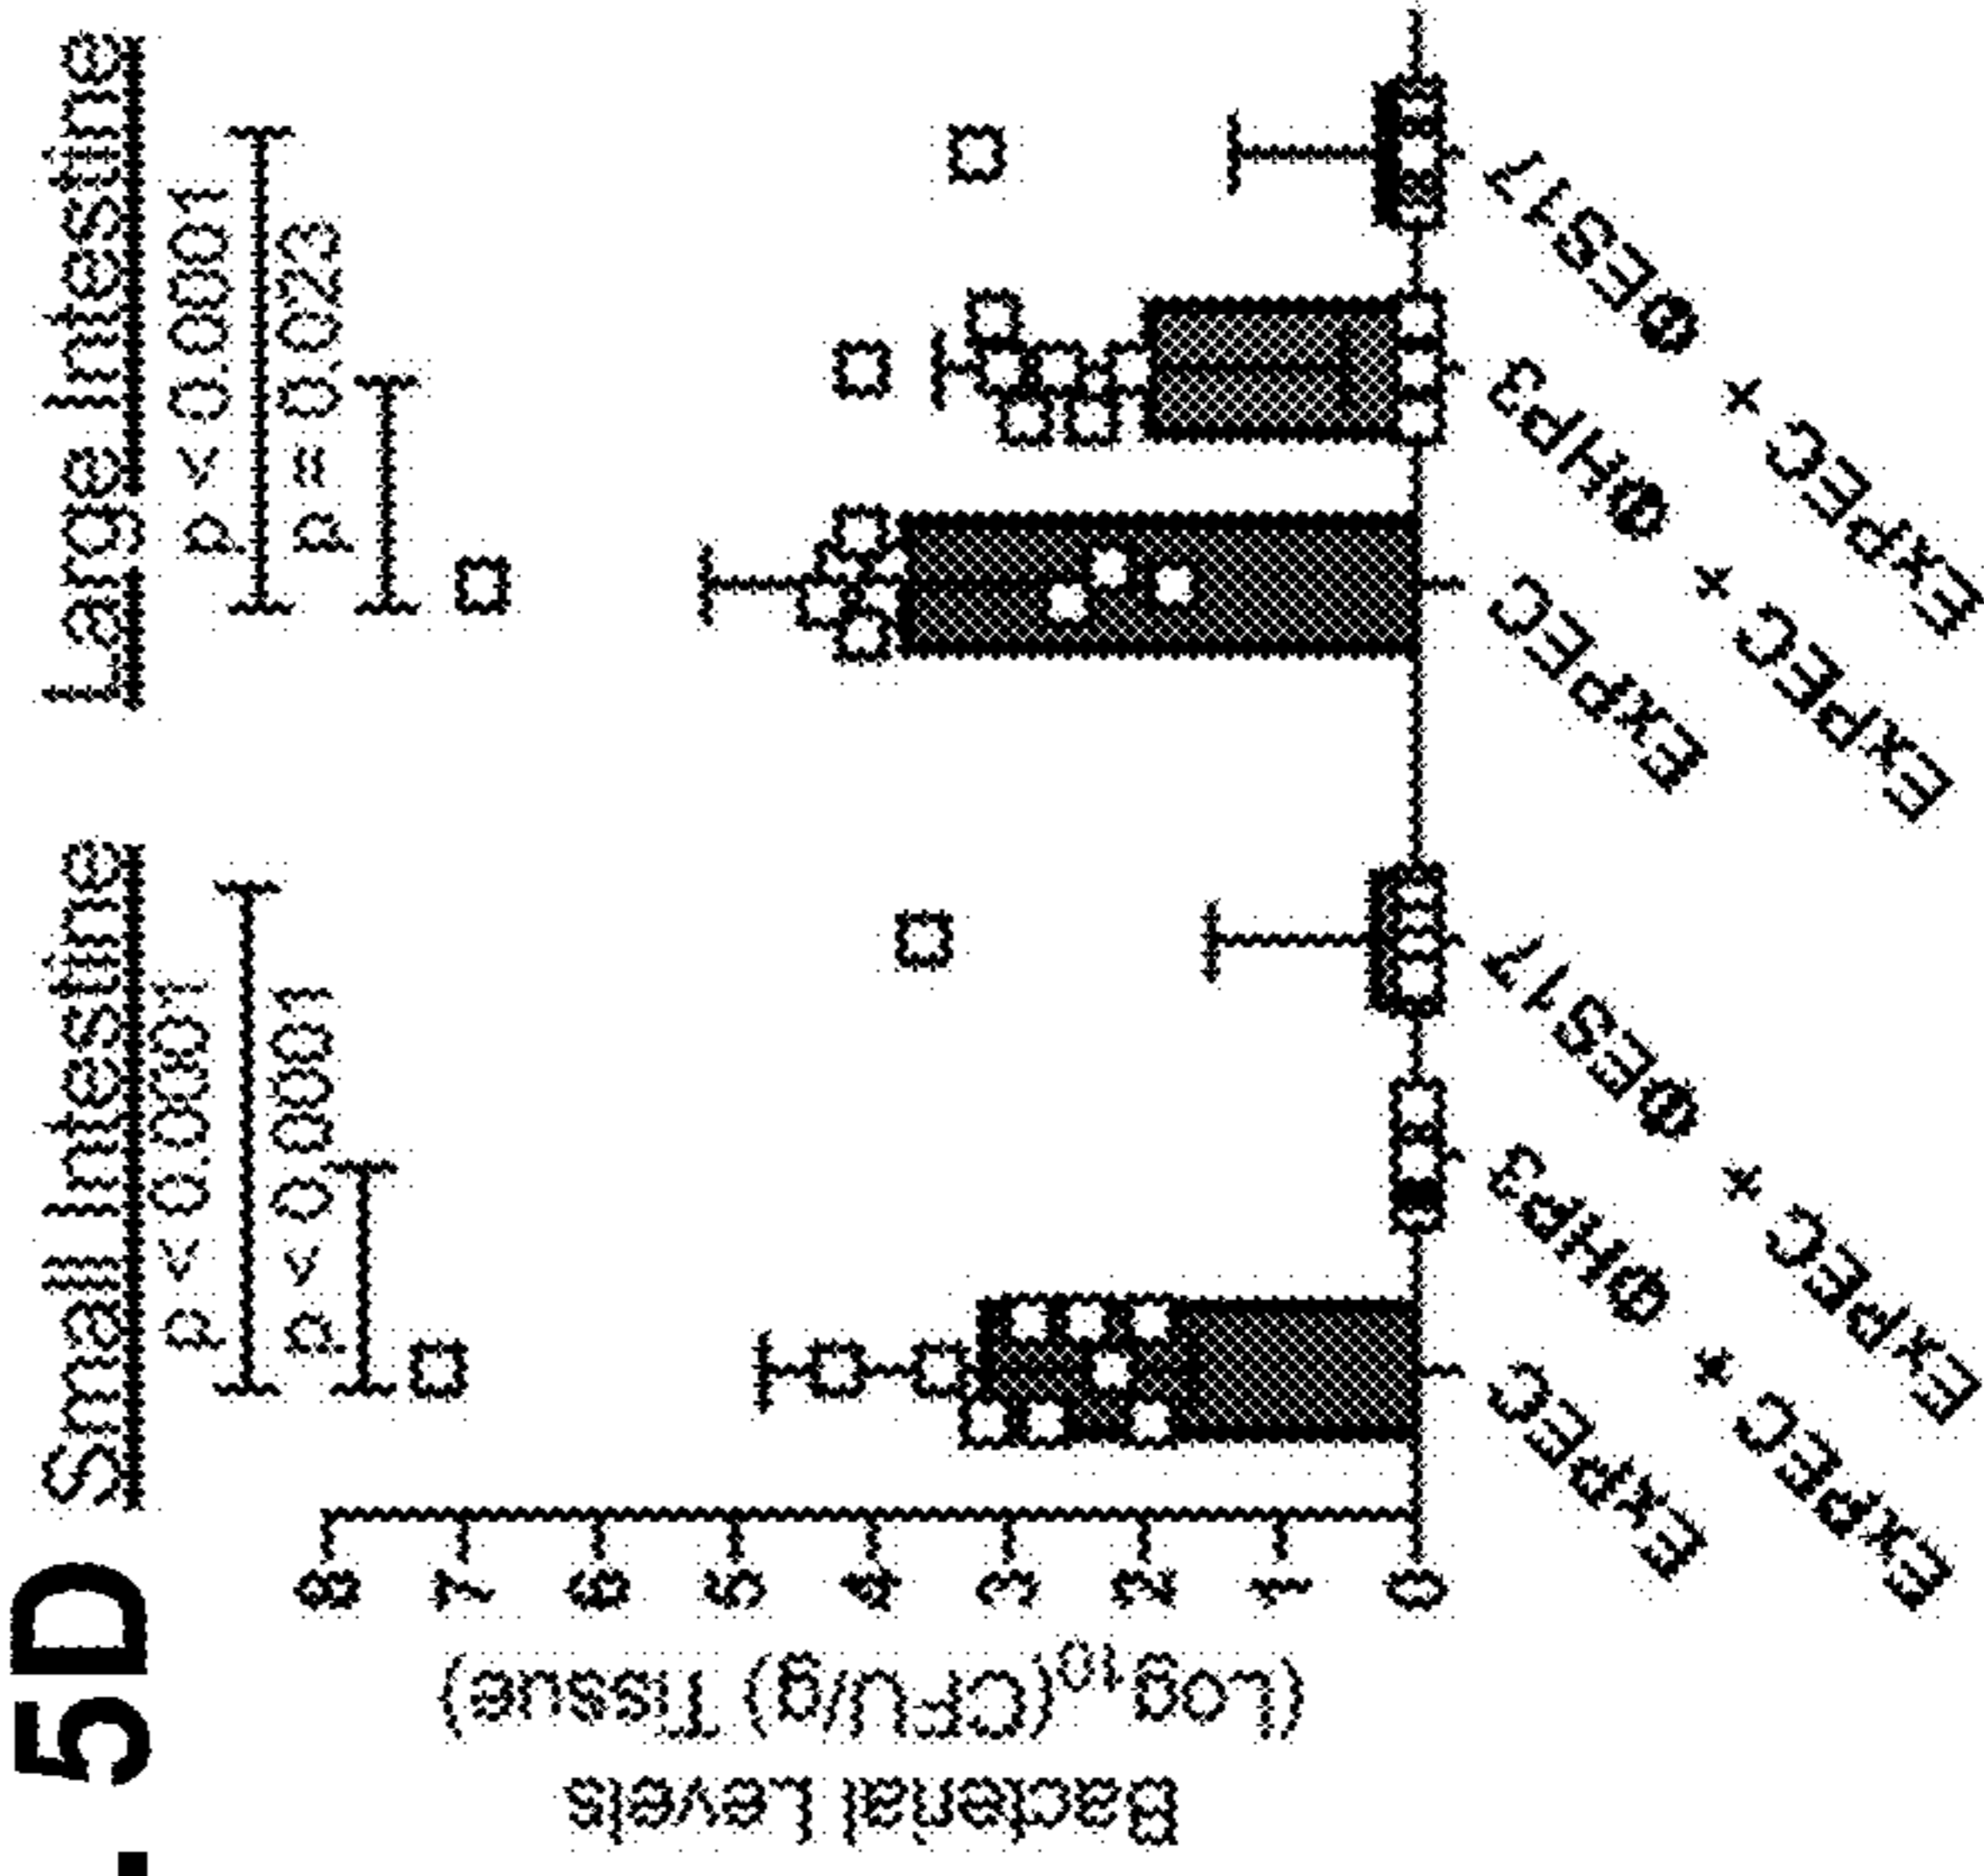 . 5D
Small Intestine
Large Intestine
p < 0.0001
p < 0.0001
p < 0.0001
p = 0.023
Bacterial Levels
(Log10(CFU/g) Tissue)
8
7
6
5
4
3
2
1
0
ExPEC
ExPEC + ΦHP3
ExPEC + ΦES17
ExPEC
ExPEC + ΦHP3
ExPEC + ΦES17